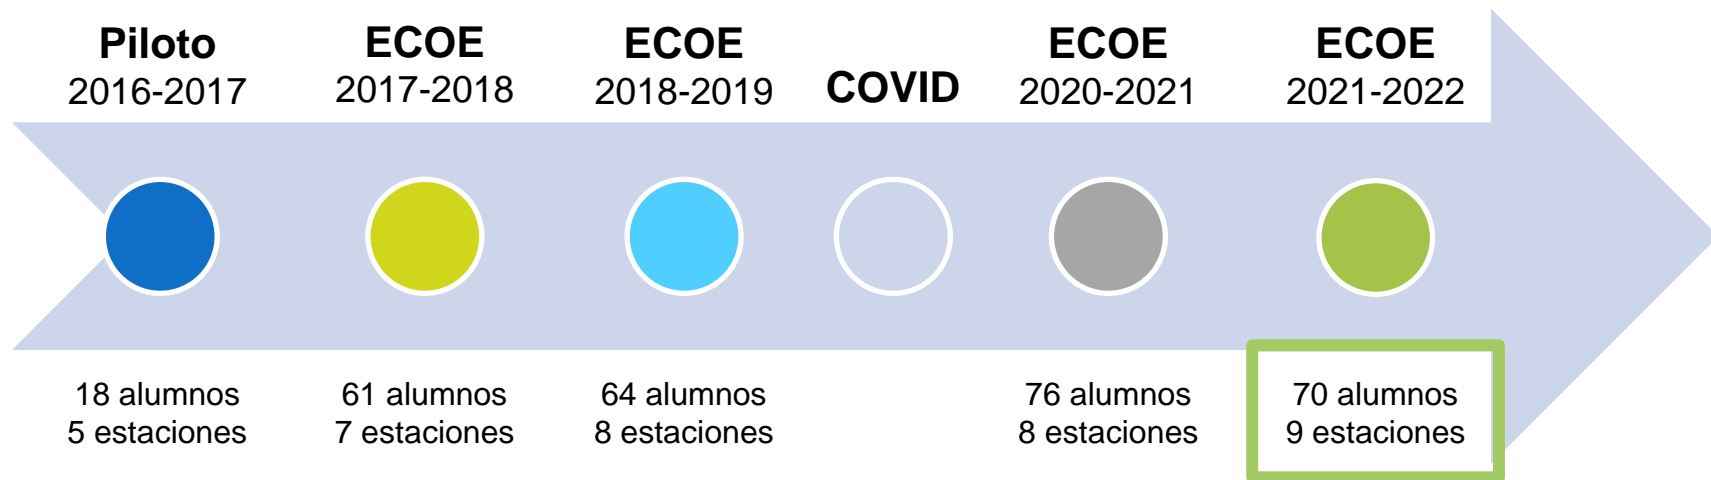 Piloto
2016-2017
ECOE
2017-2018
ECOE
2018-2019
COVID
ECOE
2020-2021
ECOE
2021-2022
18 alumnos
5 estaciones
61 alumnos
7 estaciones
64 alumnos
8 estaciones
76 alumnos
8 estaciones
70 alumnos
9 estaciones